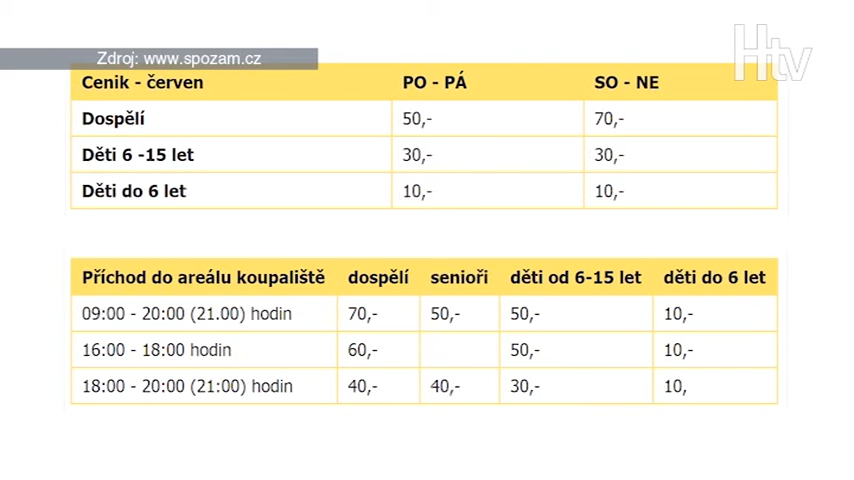 Zdroj: www.spozam.cz
Htv
Cenik - červen PO - PÁ SO - NE
Dospělí 50,- 70,-
Děti 6 -15 let 30,- 30,-
Děti do 6 let 10,- 10,-
Příchod do areálu koupaliště dospělí senioři děti od 6-15 let děti do 6 let
09:00 - 20:00 (21.00) hodin 70,- 50,- 50,- 10,-
16:00 - 18:00 hodin 60,- 50,- 10,-
18:00 - 20:00 (21:00) hodin 40,- 40,- 30,- 10,